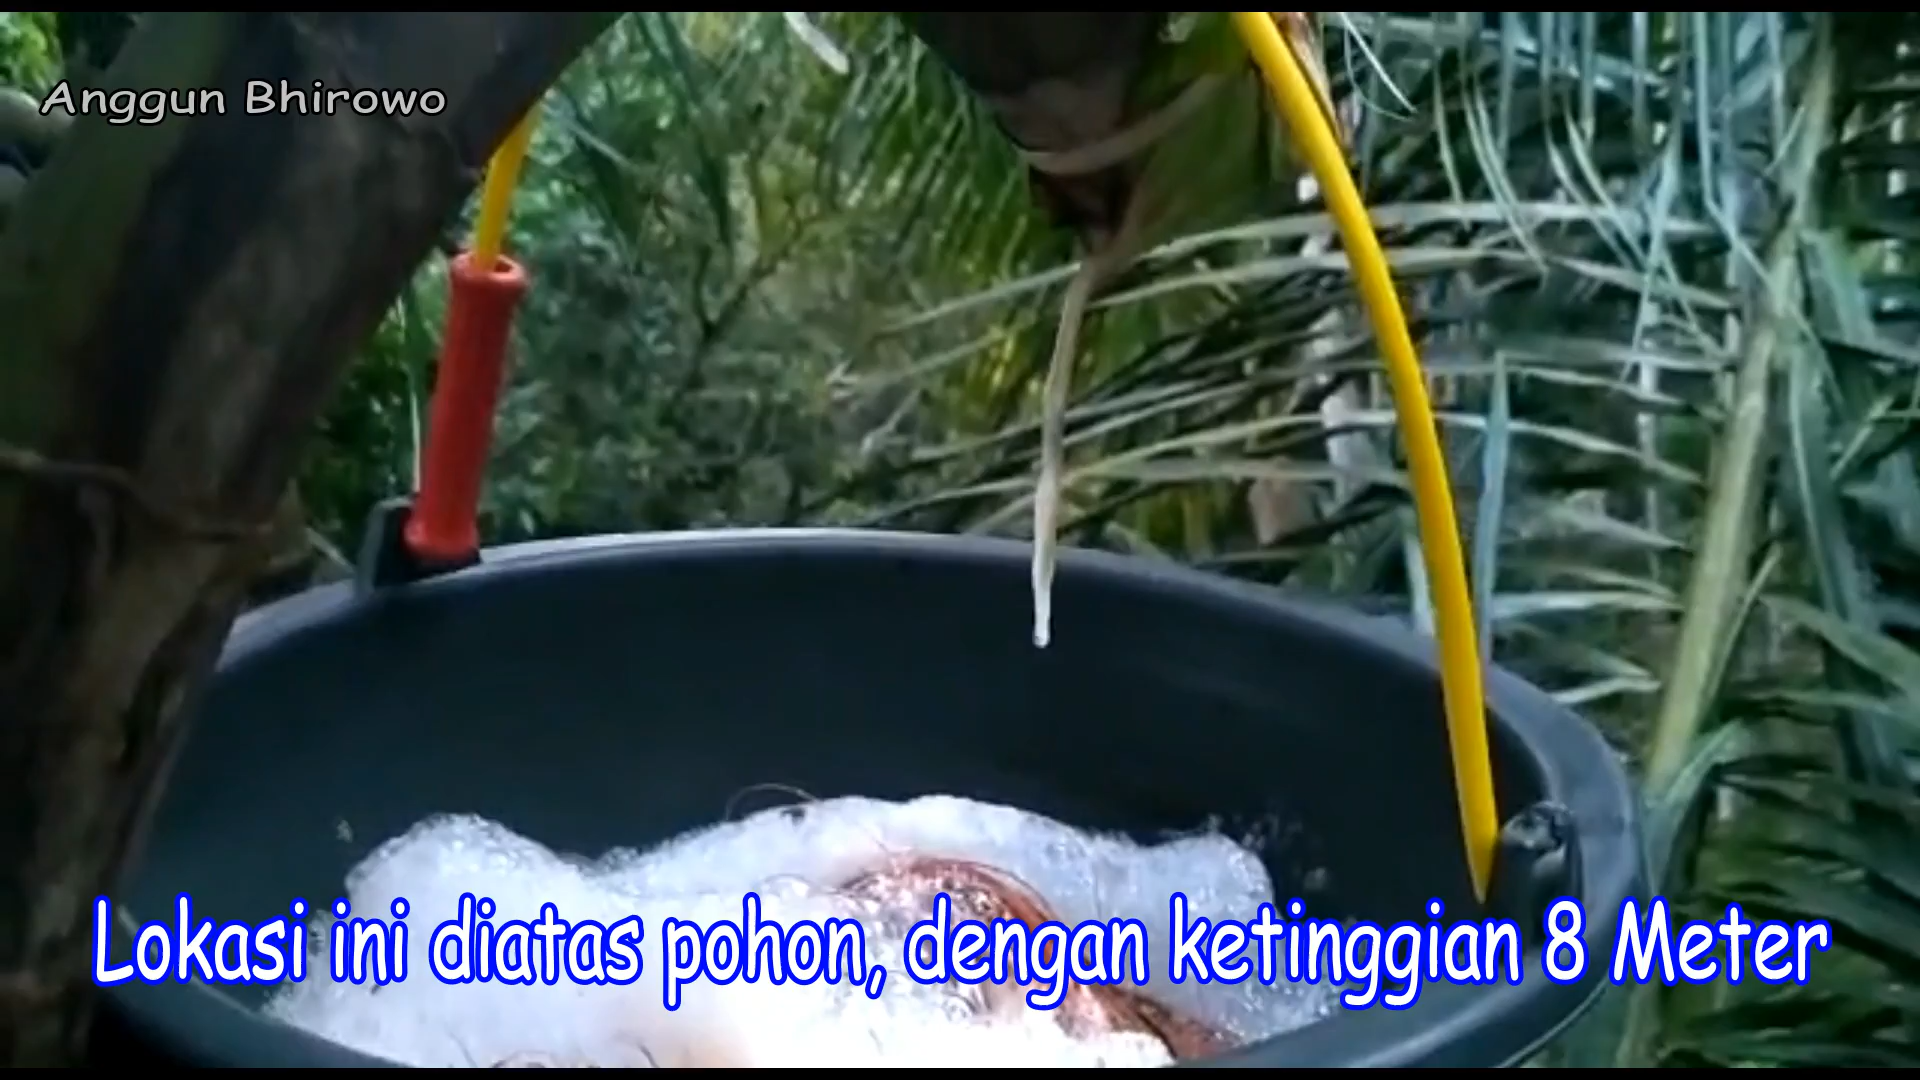 Anggun Bhirowo
Lokasi ini diatas pohon, dengan ketinggian 8 Meter